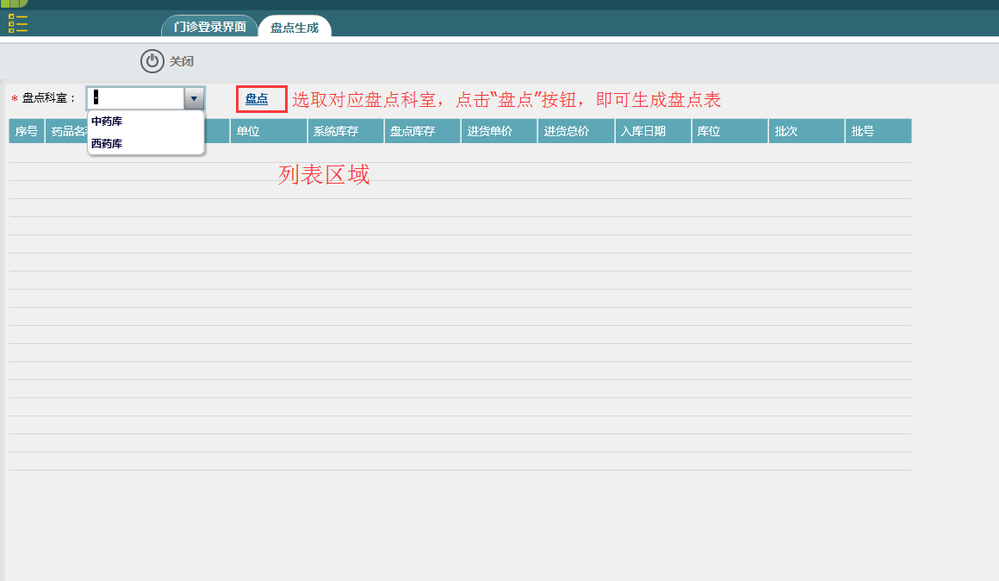 门诊登录界面 盘点生成
关闭
* 盘点科室： 盘点 选取对应盘点科室，点击“盘点”按钮，即可生成盘点表
中药库
西药库
序号 药品名 单位 系统库存 盘点库存 进货单价 进货总价 入库日期 库位 批次 批号
列表区域